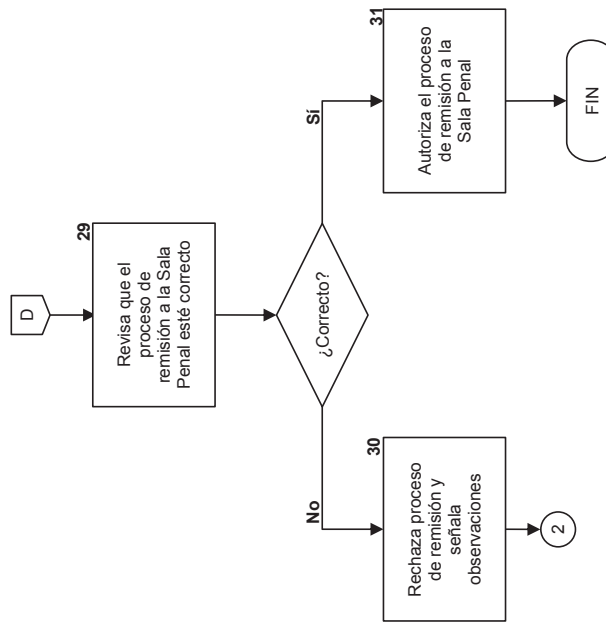 D
29
Revisa que el
proceso de
remisión a la Sala
Penal esté correcto
¿Correcto?
No
Sí
30
Rechaza proceso
de remisión y
señala
observaciones
2
31
Autoriza el proceso
de remisión a la
Sala Penal
FIN